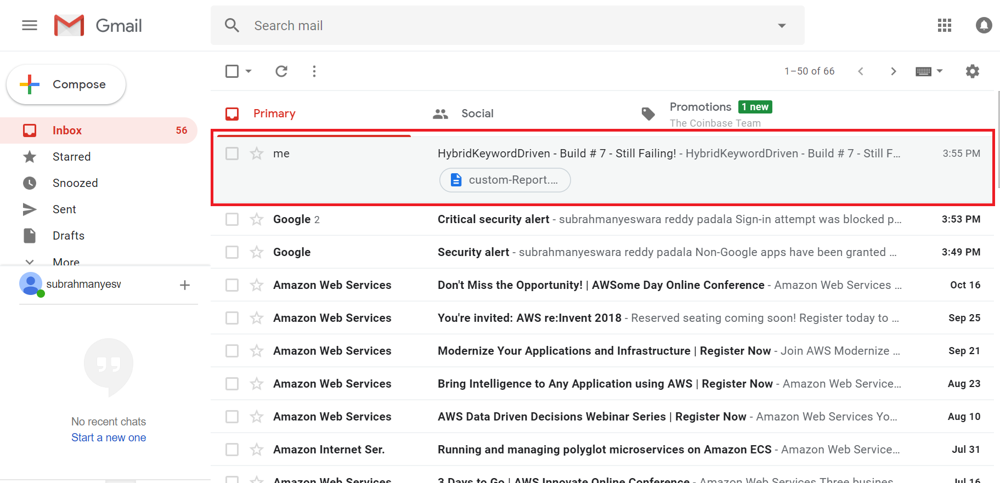 Gmail
Search mail
Compose
1–50 of 66
Primary
Social
Promotions 1 new
The Coinbase Team
Inbox 56
Starred
Snoozed
Sent
Drafts
More
subrahmanyesw
No recent chats
Start a new one
me HybridKeywordDriven - Build # 7 - Still Failing! - HybridKeywordDriven - Build # 7 - Still F... 3:55 PM
custom-Report....
Google 2 Critical security alert - subrahmanyeswara reddy padala Sign-in attempt was blocked p... 3:53 PM
Google Security alert - subrahmanyeswara reddy padala Non-Google apps have been granted ... 3:49 PM
Amazon Web Services Don't Miss the Opportunity! | AWSome Day Online Conference - Amazon Web Services ... Oct 16
Amazon Web Services You're invited: AWS re:Invent 2018 - Reserved seating coming soon! Register today to ... Sep 25
Amazon Web Services Modernize Your Applications and Infrastructure | Register Now - Join AWS Modernize ... Sep 21
Amazon Web Services Bring Intelligence to Any Application using AWS | Register Now - Amazon Web Service... Aug 23
Amazon Web Services AWS Data Driven Decisions Webinar Series | Register Now - Amazon Web Services Yo... Aug 10
Amazon Internet Ser. Running and managing polyglot microservices on Amazon ECS - Amazon Web Service... Jul 31
Amazon Web Services 3 Days to Go | AWS Innovate Online Conference - Amazon Web Services Three busines... Jul 16